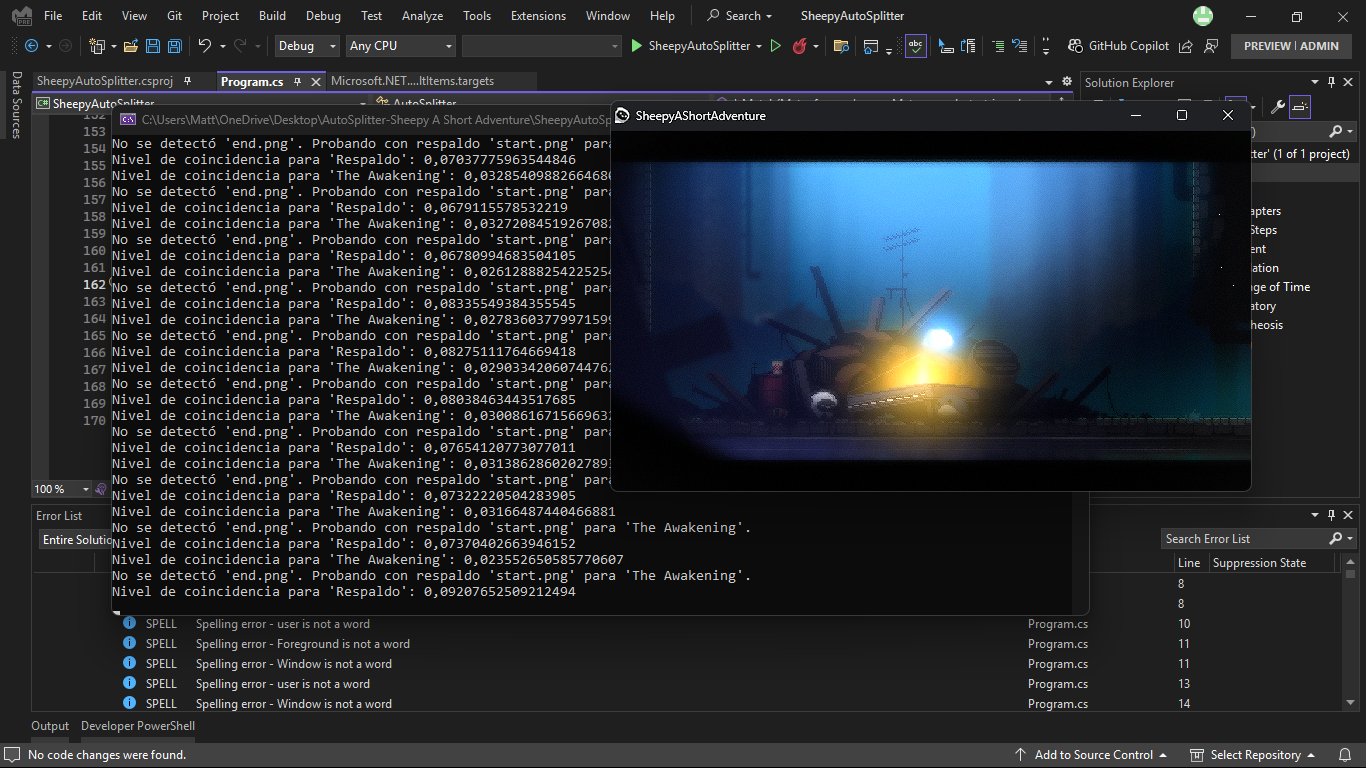 File Edit View Git Project Build Debug Test Analyze Tools Extensions Window Help Search SheepyAutoSplitter
Debug Any CPU SheepyAutoSplitter GitHub Copilot PREVIEW | ADMIN
Data Sources
SheepyAutoSplitter.csproj Program.cs Microsoft.NET....ltItems.targets
Solution Explorer
SheepyAutoSplitter AutoSplitter
C:\Users\Matt\OneDrive\Desktop\AutoSplitter-Sheepy A Short Adventure\SheepyAutoSp
SheepyAShortAdventure
153
154
155
156
157
158
159
160
161
162
163
164
165
166
167
168
169
170
No se detectó 'end.png'. Probando con respaldo 'start.png' para
Nivel de coincidencia para 'Respaldo': 0,07037775963544846
Nivel de coincidencia para 'The Awakening': 0,0328540988266468
No se detectó 'end.png'. Probando con respaldo 'start.png' para
Nivel de coincidencia para 'Respaldo': 0,0679115578532219
Nivel de coincidencia para 'The Awakening': 0,0327208451926708
No se detectó 'end.png'. Probando con respaldo 'start.png' para
Nivel de coincidencia para 'Respaldo': 0,06780994683504105
Nivel de coincidencia para 'The Awakening': 0,0261288825422525
No se detectó 'end.png'. Probando con respaldo 'start.png' para
Nivel de coincidencia para 'Respaldo': 0,08335549384355545
Nivel de coincidencia para 'The Awakening': 0,0278360377997159
No se detectó 'end.png'. Probando con respaldo 'start.png' para
Nivel de coincidencia para 'Respaldo': 0,08275111764669418
Nivel de coincidencia para 'The Awakening': 0,0290334206074476
No se detectó 'end.png'. Probando con respaldo 'start.png' para
Nivel de coincidencia para 'Respaldo': 0,08038463443517685
Nivel de coincidencia para 'The Awakening': 0,0300861671566963
No se detectó 'end.png'. Probando con respaldo 'start.png' para
Nivel de coincidencia para 'Respaldo': 0,07654120773077011
Nivel de coincidencia para 'The Awakening': 0,0313862860202789
No se detectó 'end.png'. Probando con respaldo 'start.png' para
Nivel de coincidencia para 'Respaldo': 0,07322220504283905
Nivel de coincidencia para 'The Awakening': 0,03166487440466881
No se detectó 'end.png'. Probando con respaldo 'start.png' para 'The Awakening'.
Nivel de coincidencia para 'Respaldo': 0,07370402663946152
Nivel de coincidencia para 'The Awakening': 0,023552650585770607
No se detectó 'end.png'. Probando con respaldo 'start.png' para 'The Awakening'.
Nivel de coincidencia para 'Respaldo': 0,09207652509212494
tter' (1 of 1 project)
apters
Steps
ent
ation
ge of Time
atory
heosis
100 %
Error List
Entire Solutio
Search Error List
Line Suppression State
8
8
SPELL Spelling error - user is not a word Program.cs 10
SPELL Spelling error - Foreground is not a word Program.cs 11
SPELL Spelling error - Window is not a word Program.cs 11
SPELL Spelling error - user is not a word Program.cs 13
SPELL Spelling error - Window is not a word Program.cs 14
Output Developer PowerShell
No code changes were found. Add to Source Control Select Repository